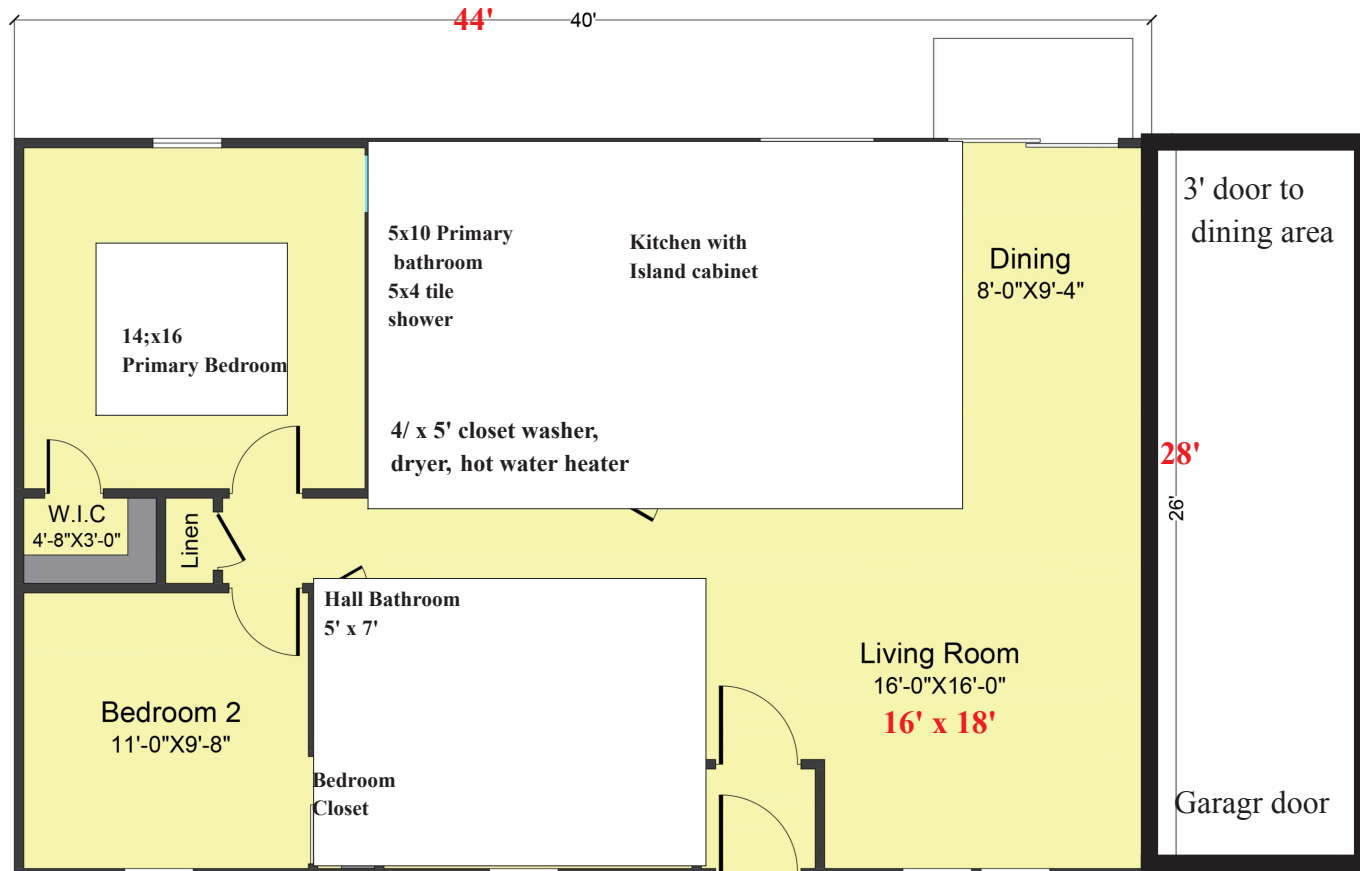 44' 40'
3' door to
dining area
5x10 Primary
bathroom
5x4 tile
shower
Kitchen with
Island cabinet
Dining
8'-0"X9'-4"
14;x16
Primary Bedroom
4/ x 5' closet washer,
dryer, hot water heater
28'
26'
W.I.C
4'-8"X3'-0"
Linen
Hall Bathroom
5' x 7'
Living Room
16'-0"X16'-0"
16' x 18'
Bedroom 2
11'-0"X9'-8"
Bedroom
Closet
Garagr door